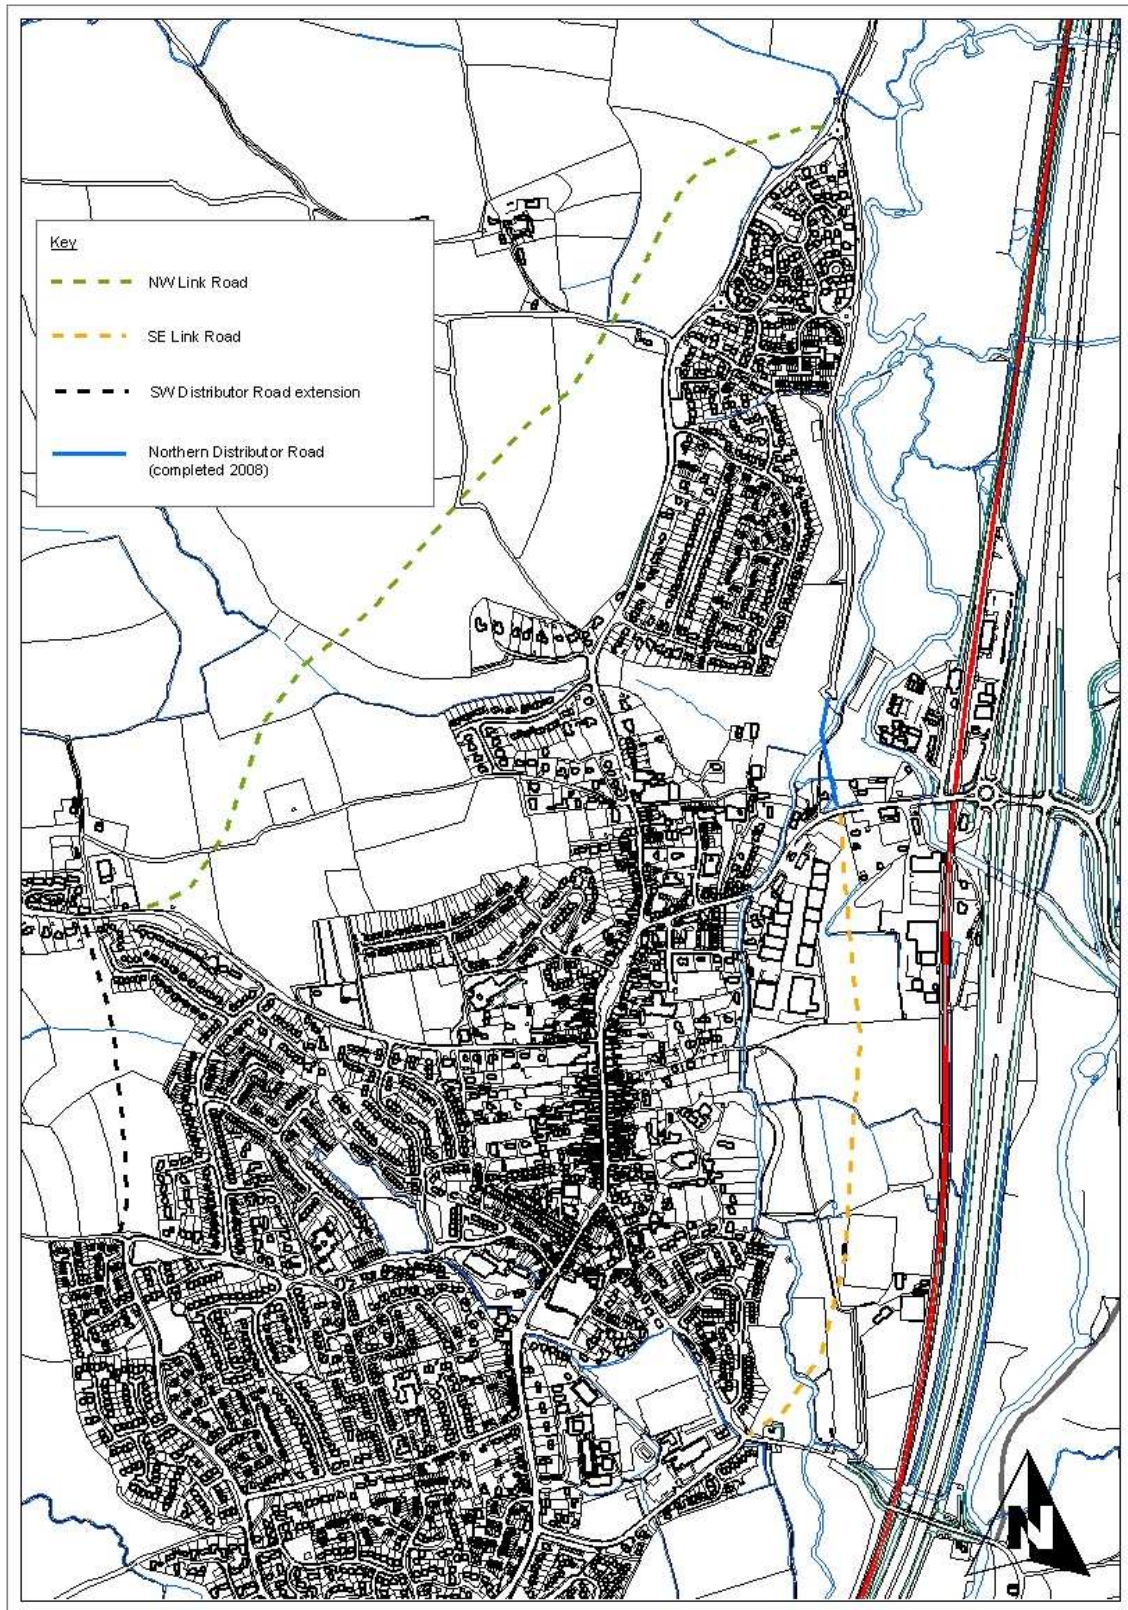 Key
NW Link Road
SE Link Road
SW Distributor Road extension
Northern Distributor Road
(completed 2008)
N